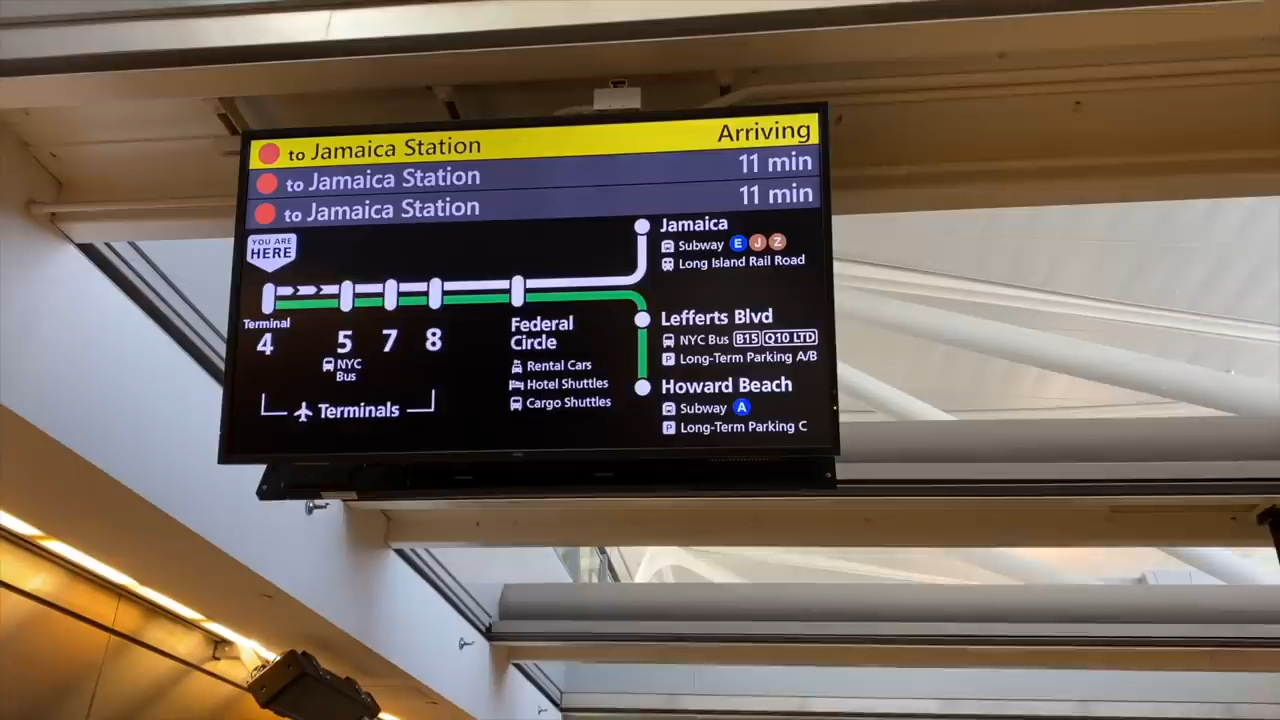 to Jamaica Station Arriving
to Jamaica Station 11 min
to Jamaica Station 11 min
YOU ARE
HERE
Jamaica
Subway E J Z
Long Island Rail Road
Terminal
4
5
NYC
Bus
7
8
Terminals
Federal
Circle
Rental Cars
Hotel Shuttles
Cargo Shuttles
Lefferts Blvd
NYC Bus B15 Q10 LTD
P Long-Term Parking A/B
Howard Beach
Subway A
P Long-Term Parking C